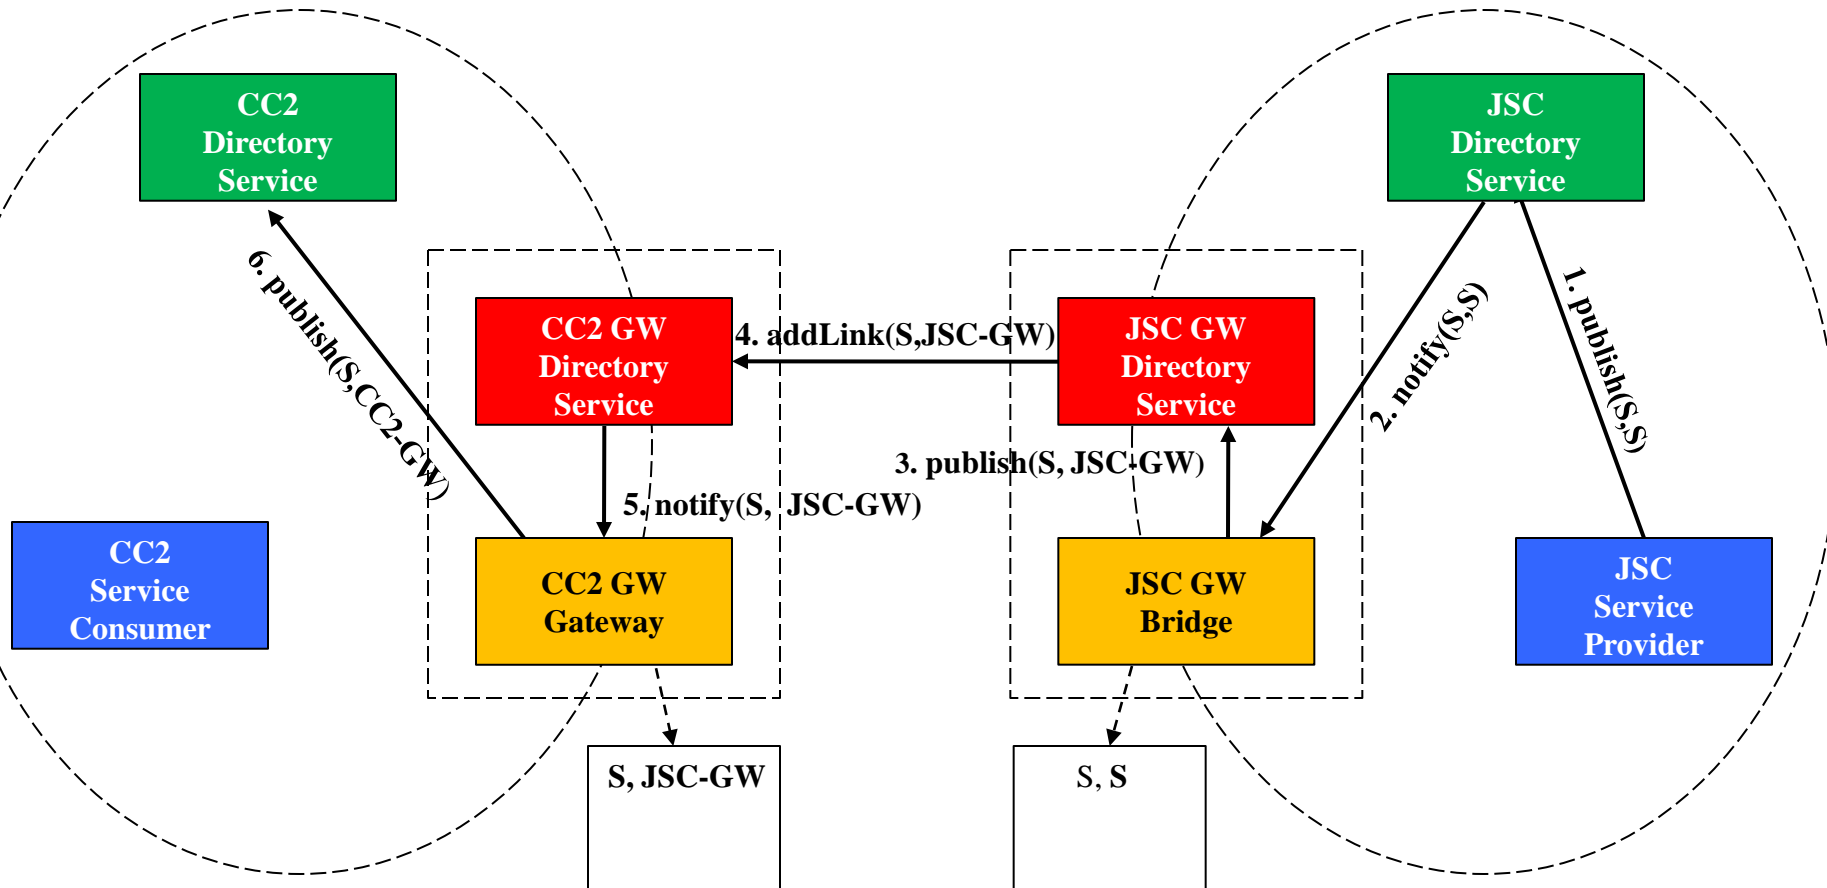 CC2
Directory
Service
JSC
Directory
Service
6. publish(S,CC2-GW)
CC2 GW
Directory
Service
4. addLink(S,JSC-GW)
JSC GW
Directory
Service
2. notify(S,S)
1. publish(S,S)
3. publish(S, JSC-GW)
5. notify(S, JSC-GW)
CC2
Service
Consumer
CC2 GW
Gateway
JSC GW
Bridge
JSC
Service
Provider
S, JSC-GW
S, S